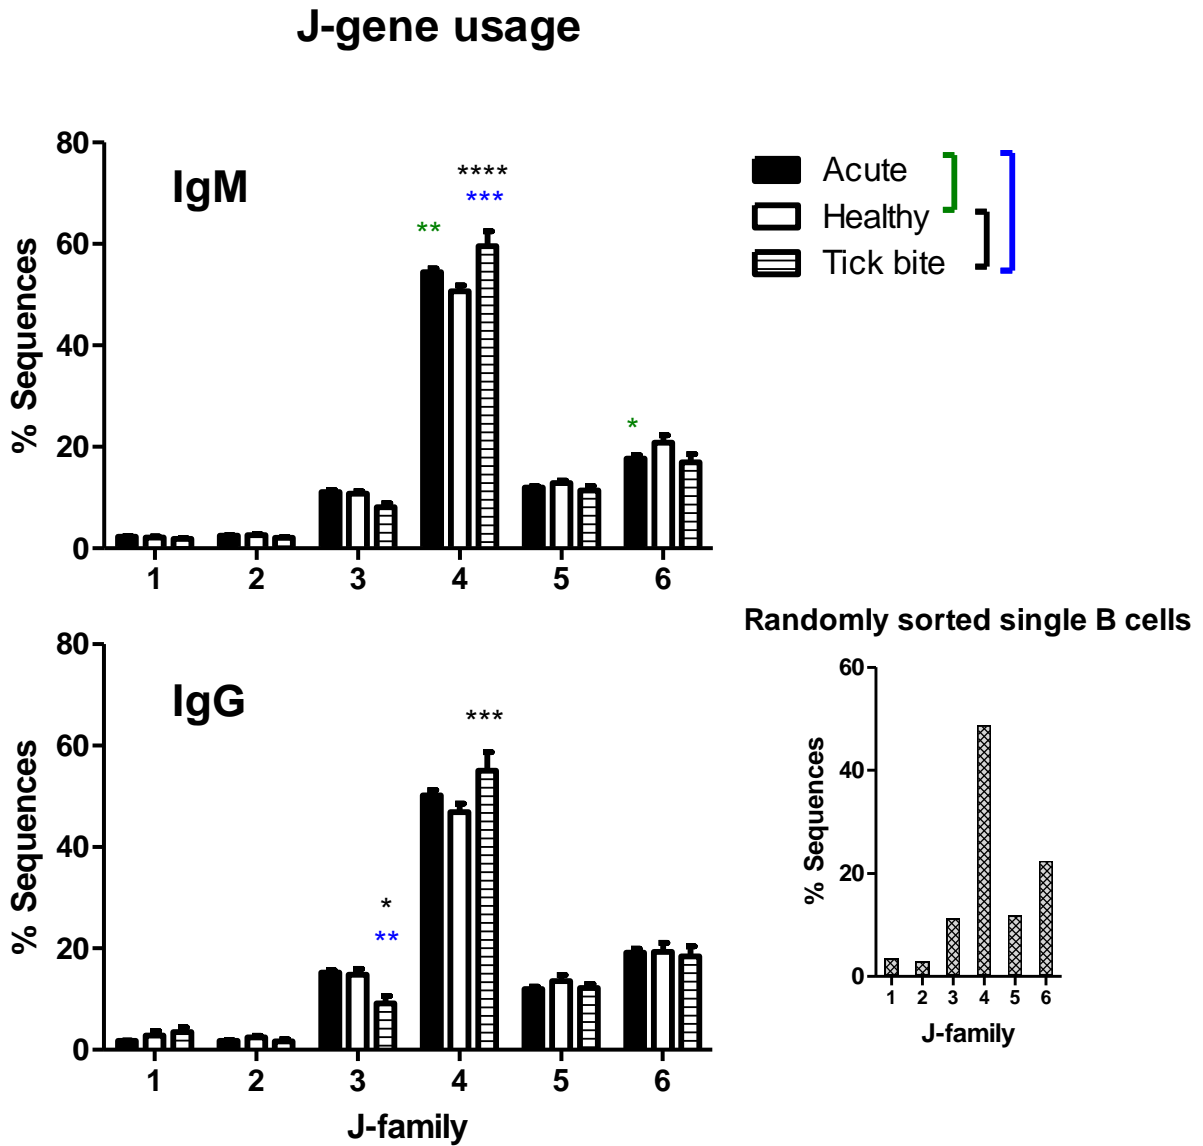 J-gene usage
80
60
40
20
0
% Sequences
IgM
**
****
***
*
1 2 3 4 5 6
Acute
Healthy
Tick bite
80
60
40
20
0
% Sequences
IgG
*
**
***
1 2 3 4 5 6
J-family
Randomly sorted single B cells
60
40
20
0
% Sequences
1 2 3 4 5 6
J-family